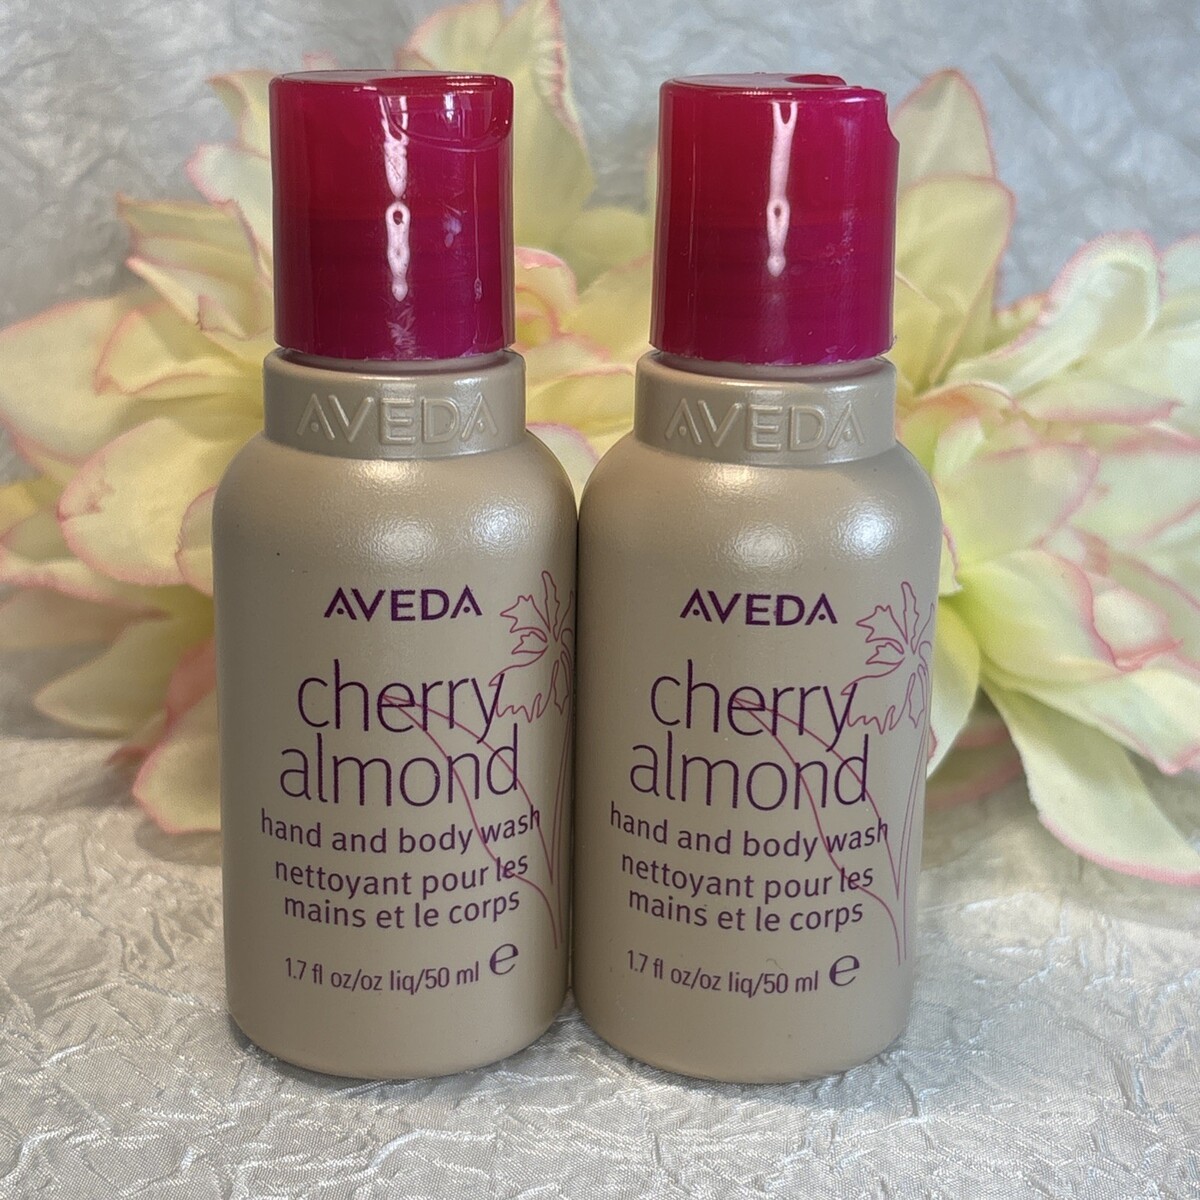 AVEDA
AVEDA
cherry
almond
hand and body wash
nettoyant pour les
mains et le corps
1.7 fl oz/oz liq/50 ml e
AVEDA
AVEDA
cherry
almond
hand and body wash
nettoyant pour les
mains et le corps
1.7 fl oz/oz liq/50 ml e